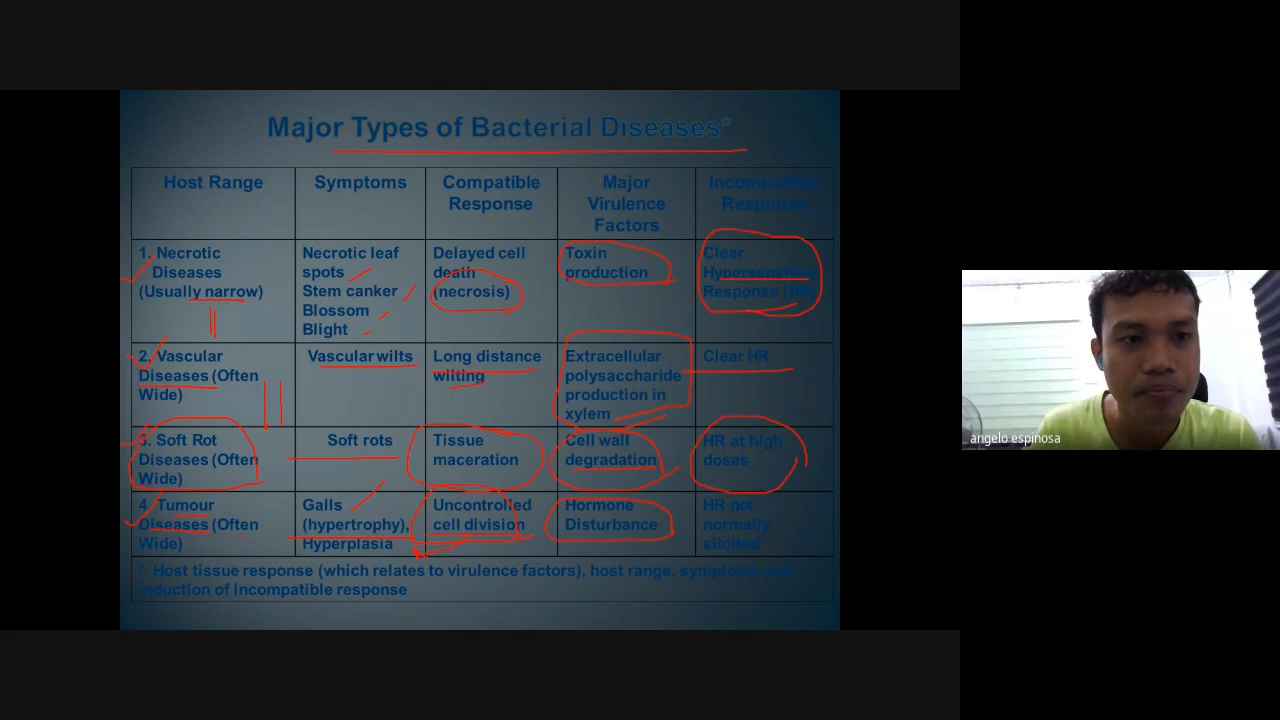 Major Types of Bacterial Diseases*
Host Range
Symptoms
Compatible
Response
Major
Virulence
Factors
Incompatible
Response
1. Necrotic
Diseases
(Usually narrow)
Necrotic leaf
spots
Stem canker
Blossom
Blight
Delayed cell
death
(necrosis)
Toxin
production
Clear
Hypersensitive
Response (HR)
2. Vascular
Diseases (Often
Wide)
Vascular wilts
Long distance
wilting
Extracellular
polysaccharide
production in
xylem
Clear HR
3. Soft Rot
Diseases (Often
Wide)
Soft rots
Tissue
maceration
Cell wall
degradation
HR at high
doses
4. Tumour
Diseases (Often
Wide)
Galls
(hypertrophy),
Hyperplasia
Uncontrolled
cell division
Hormone
Disturbance
HR not
normally
elicited
* Host tissue response (which relates to virulence factors), host range, symptoms and
induction of incompatible response
angelo espinosa